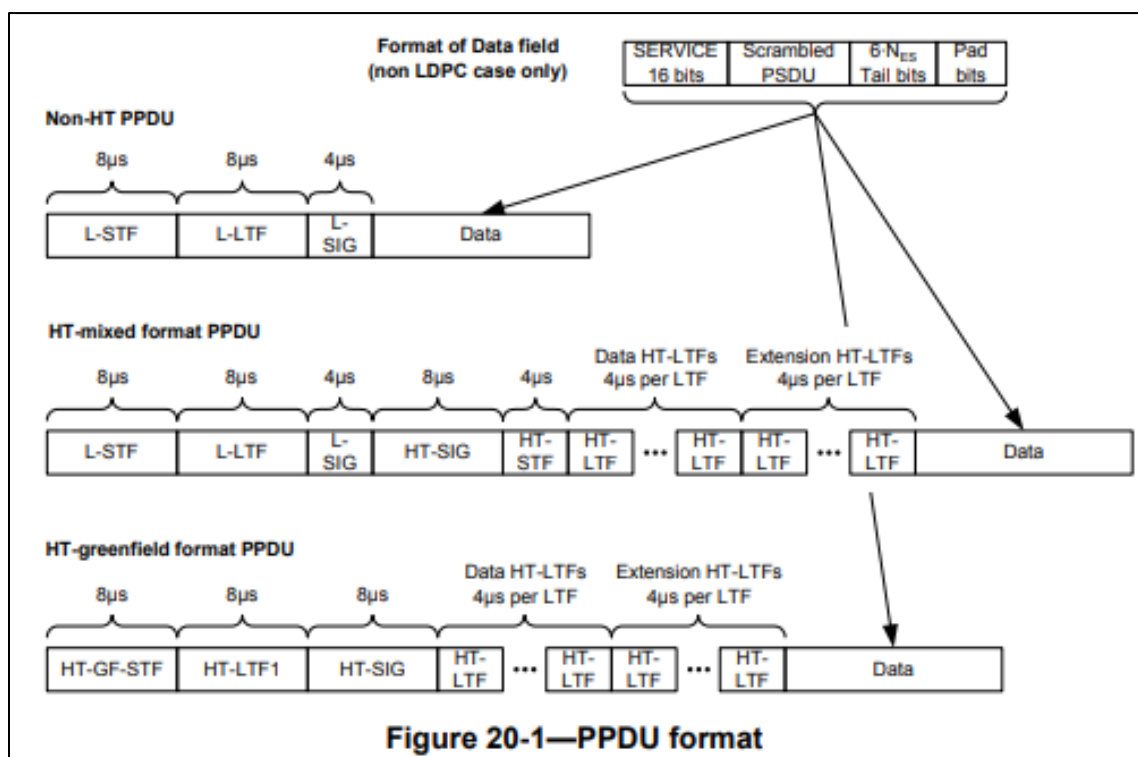 Format of Data field
(non LDPC case only)
SERVICE
16 bits
Scrambled
PSDU
6·N_ES
Tail bits
Pad
bits
Non-HT PPDU
8µs
8µs
4µs
L-STF
L-LTF
L-
SIG
Data
HT-mixed format PPDU
Data HT-LTFs
4µs per LTF
Extension HT-LTFs
4µs per LTF
8µs
8µs
4µs
8µs
4µs
L-STF
L-LTF
L-
SIG
HT-SIG
HT-
STF
HT-
LTF
•••
HT-
LTF
HT-
LTF
•••
HT-
LTF
Data
HT-greenfield format PPDU
Data HT-LTFs
4µs per LTF
Extension HT-LTFs
4µs per LTF
8µs
8µs
8µs
HT-GF-STF
HT-LTF1
HT-SIG
HT-
LTF
•••
HT-
LTF
HT-
LTF
•••
HT-
LTF
Data
Figure 20-1—PPDU format